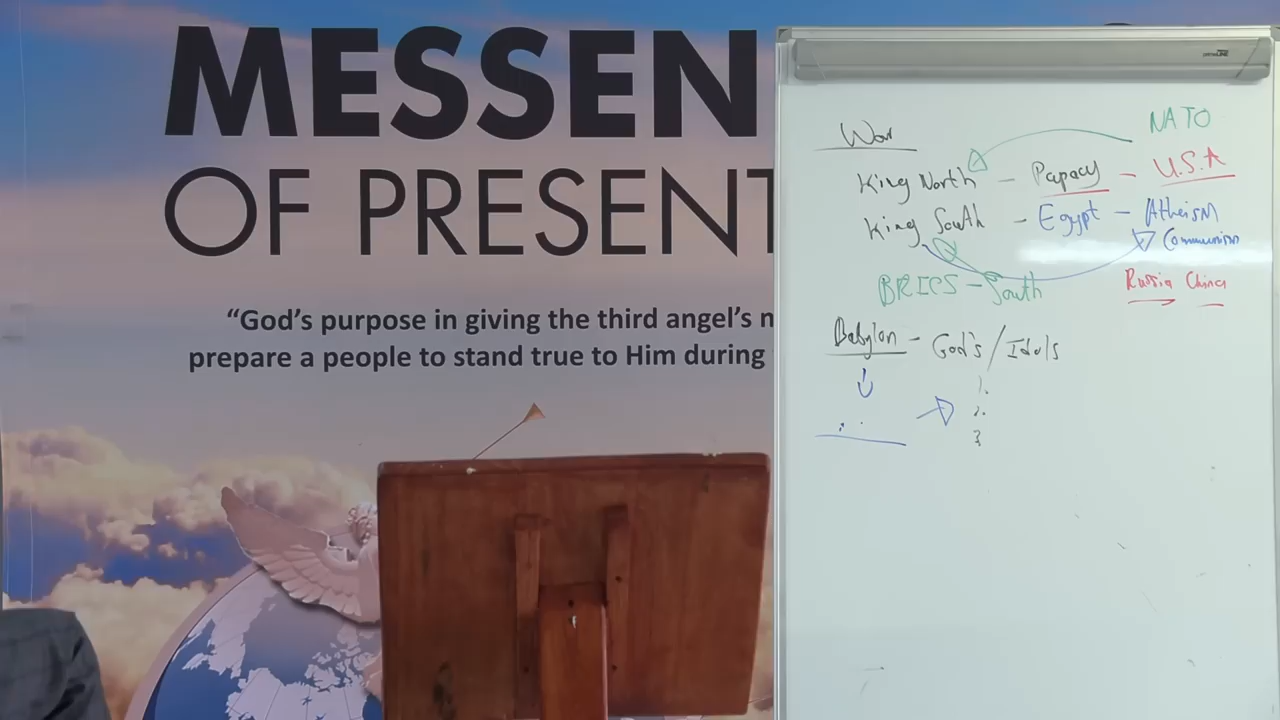 MESSEN
OF PRESENT
“God’s purpose in giving the third angel’s m
prepare a people to stand true to Him during
War
NATO
King North - Papacy - U.S.A
King South - Egypt - Atheism
Communism
BRICS - South
Russia China
Babylon - God's / Idols
1.
2.
3